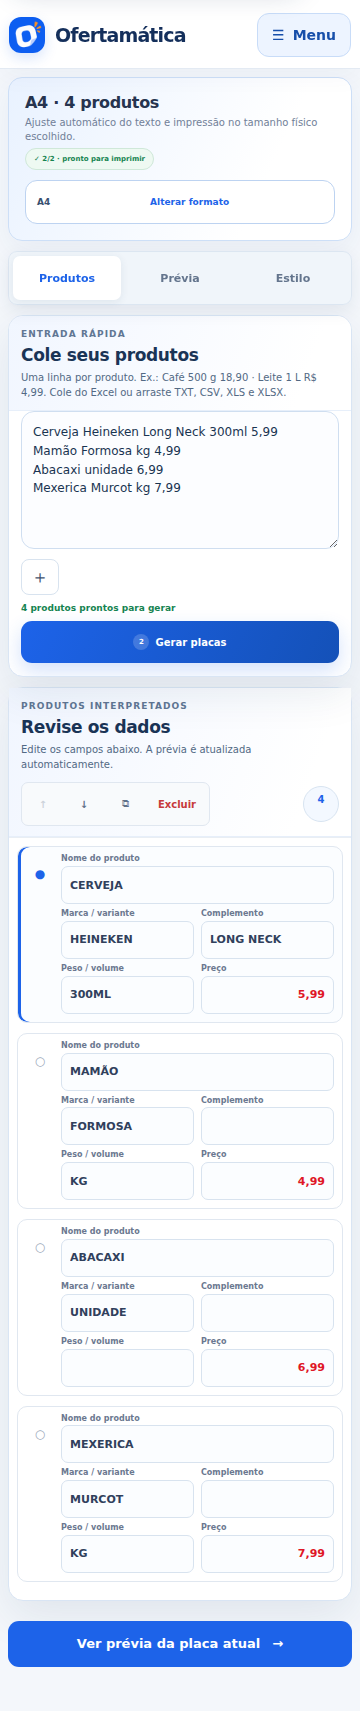 Ofertamática
☰ Menu
A4 · 4 produtos
Ajuste automático do texto e impressão no tamanho físico
escolhido.
✓ 2/2 · pronto para imprimir
A4 Alterar formato
Produtos Prévia Estilo
ENTRADA RÁPIDA
Cole seus produtos
Uma linha por produto. Ex.: Café 500 g 18,90 · Leite 1 L R$
4,99. Cole do Excel ou arraste TXT, CSV, XLS e XLSX.
Cerveja Heineken Long Neck 300ml 5,99
Mamão Formosa kg 4,99
Abacaxi unidade 6,99
Mexerica Murcot kg 7,99
+
4 produtos prontos para gerar
2 Gerar placas
PRODUTOS INTERPRETADOS
Revise os dados
Edite os campos abaixo. A prévia é atualizada
automaticamente.
↑ ↓ ⧉ Excluir 4
Nome do produto
CERVEJA
Marca / variante Complemento
HEINEKEN LONG NECK
Peso / volume Preço
300ML 5,99
Nome do produto
MAMÃO
Marca / variante Complemento
FORMOSA
Peso / volume Preço
KG 4,99
Nome do produto
ABACAXI
Marca / variante Complemento
UNIDADE
Peso / volume Preço
6,99
Nome do produto
MEXERICA
Marca / variante Complemento
MURCOT
Peso / volume Preço
KG 7,99
Ver prévia da placa atual →